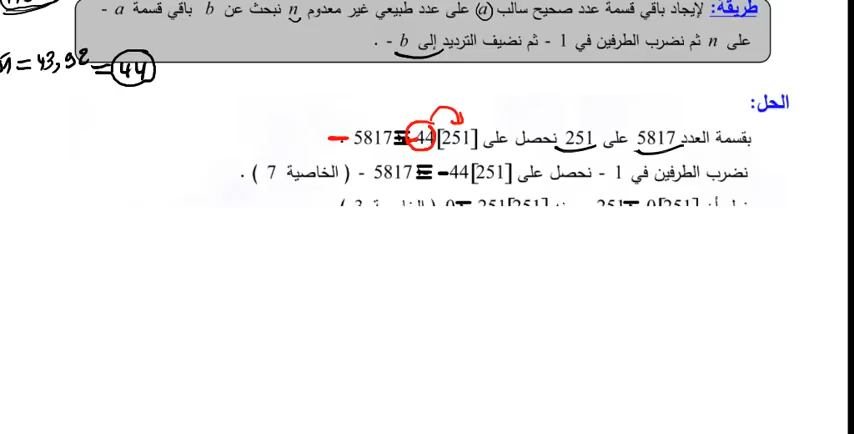 طريقة: لإيجاد باقي قسمة عدد صحيح سالب (a) على عدد طبيعي غير معدوم n نبحث عن b باقي قسمة a -
على n ثم نضرب الطرفين في 1 - ثم نضيف الترديد إلى b - .
= 43,92 = 44
الحل:
بقسمة العدد 5817 على 251 نحصل على 5817 ≡ 44[251] - .
نضرب الطرفين في 1 - نحصل على 5817 ≡ -44[251] - ( الخاصية 7 ) .